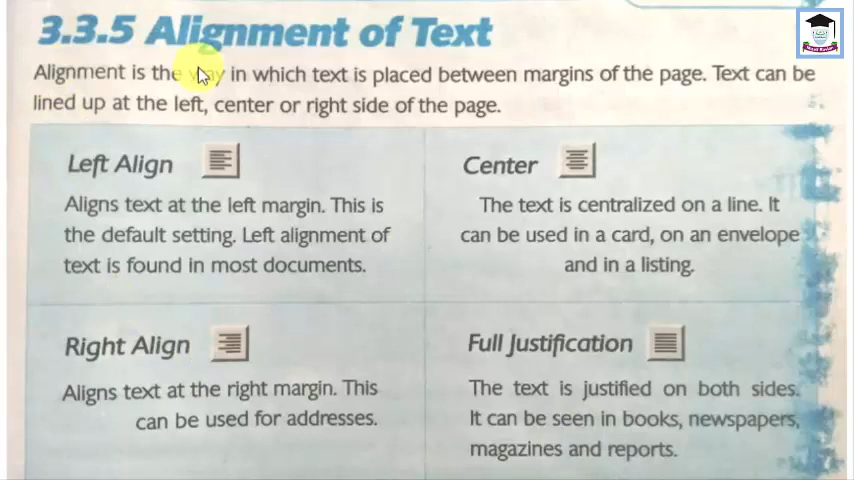 3.3.5 Alignment of Text
Alignment is the way in which text is placed between margins of the page. Text can be
lined up at the left, center or right side of the page.
Left Align
Aligns text at the left margin. This is
the default setting. Left alignment of
text is found in most documents.
Center
The text is centralized on a line. It
can be used in a card, on an envelope
and in a listing.
Right Align
Aligns text at the right margin. This
can be used for addresses.
Full Justification
The text is justified on both sides.
It can be seen in books, newspapers,
magazines and reports.